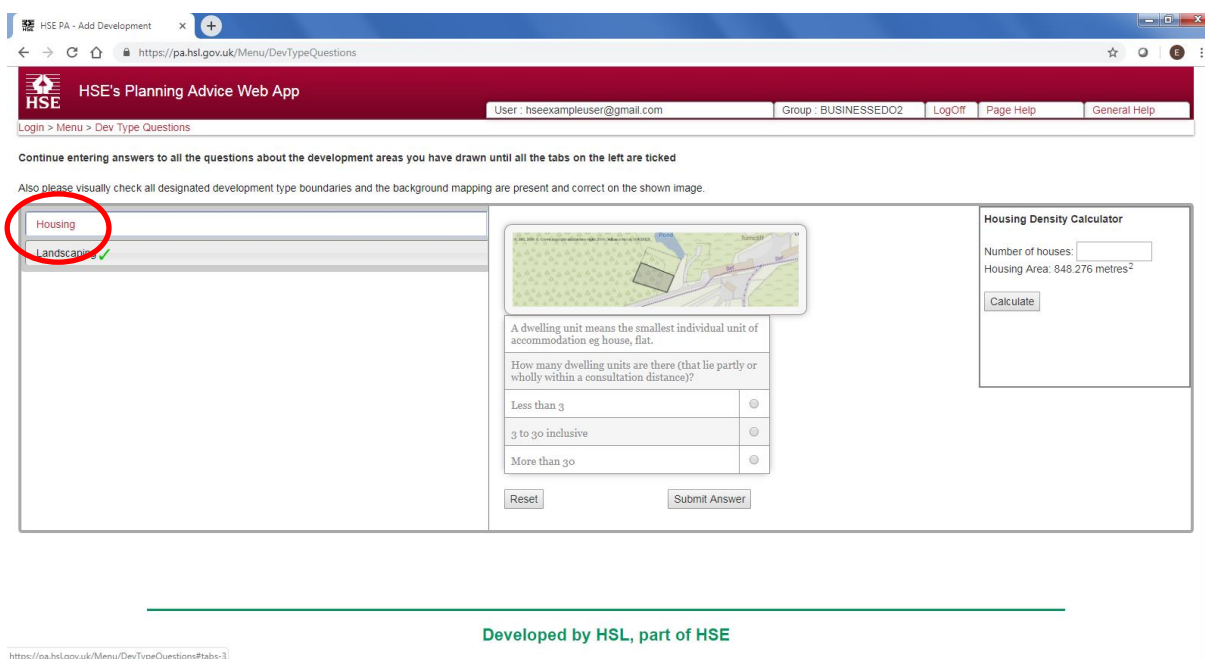 HSE PA - Add Development
https://pa.hsl.gov.uk/Menu/DevTypeQuestions
E
HSE
HSE's Planning Advice Web App
User : hseexampleuser@gmail.com
Group : BUSINESSEDO2
LogOff
Page Help
General Help
Login > Menu > Dev Type Questions
Continue entering answers to all the questions about the development areas you have drawn until all the tabs on the left are ticked
Also please visually check all designated development type boundaries and the background mapping are present and correct on the shown image.
Housing
Landscaping
Pond
A dwelling unit means the smallest individual unit of
accommodation eg house, flat.
How many dwelling units are there (that lie partly or
wholly within a consultation distance)?
Less than 3
3 to 30 inclusive
More than 30
Reset
Submit Answer
Housing Density Calculator
Number of houses:
Housing Area: 848.276 metres²
Calculate
Developed by HSL, part of HSE
https://pa.hsl.gov.uk/Menu/DevTypeQuestions#tabs-3